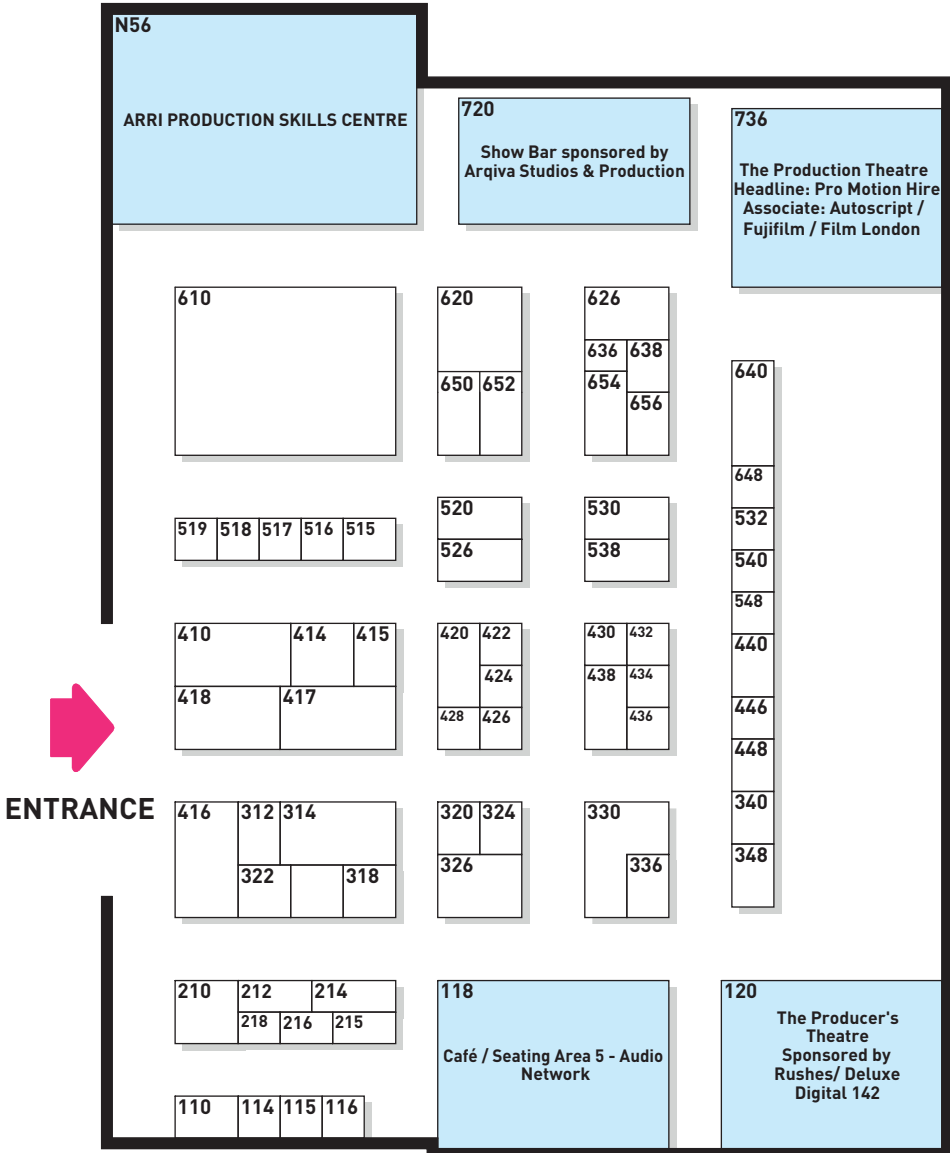 N56
ARRI PRODUCTION SKILLS CENTRE
720
Show Bar sponsored by
Arqiva Studios & Production
736
The Production Theatre
Headline: Pro Motion Hire
Associate: Autoscript /
Fujifilm / Film London
610
620
626
636 638
650 652
654
656
640
648
519 518 517 516 515
520
530
532
526
538
540
548
410 414 415
420 422
430 432
440
424
438 434
418 417
428 426
436
446
448
ENTRANCE
416 312 314
320 324
330
340
322 318
326
336
348
210 212 214
218 216 215
118
Café / Seating Area 5 - Audio
Network
120
The Producer's
Theatre
Sponsored by
Rushes/ Deluxe
Digital 142
110 114 115 116